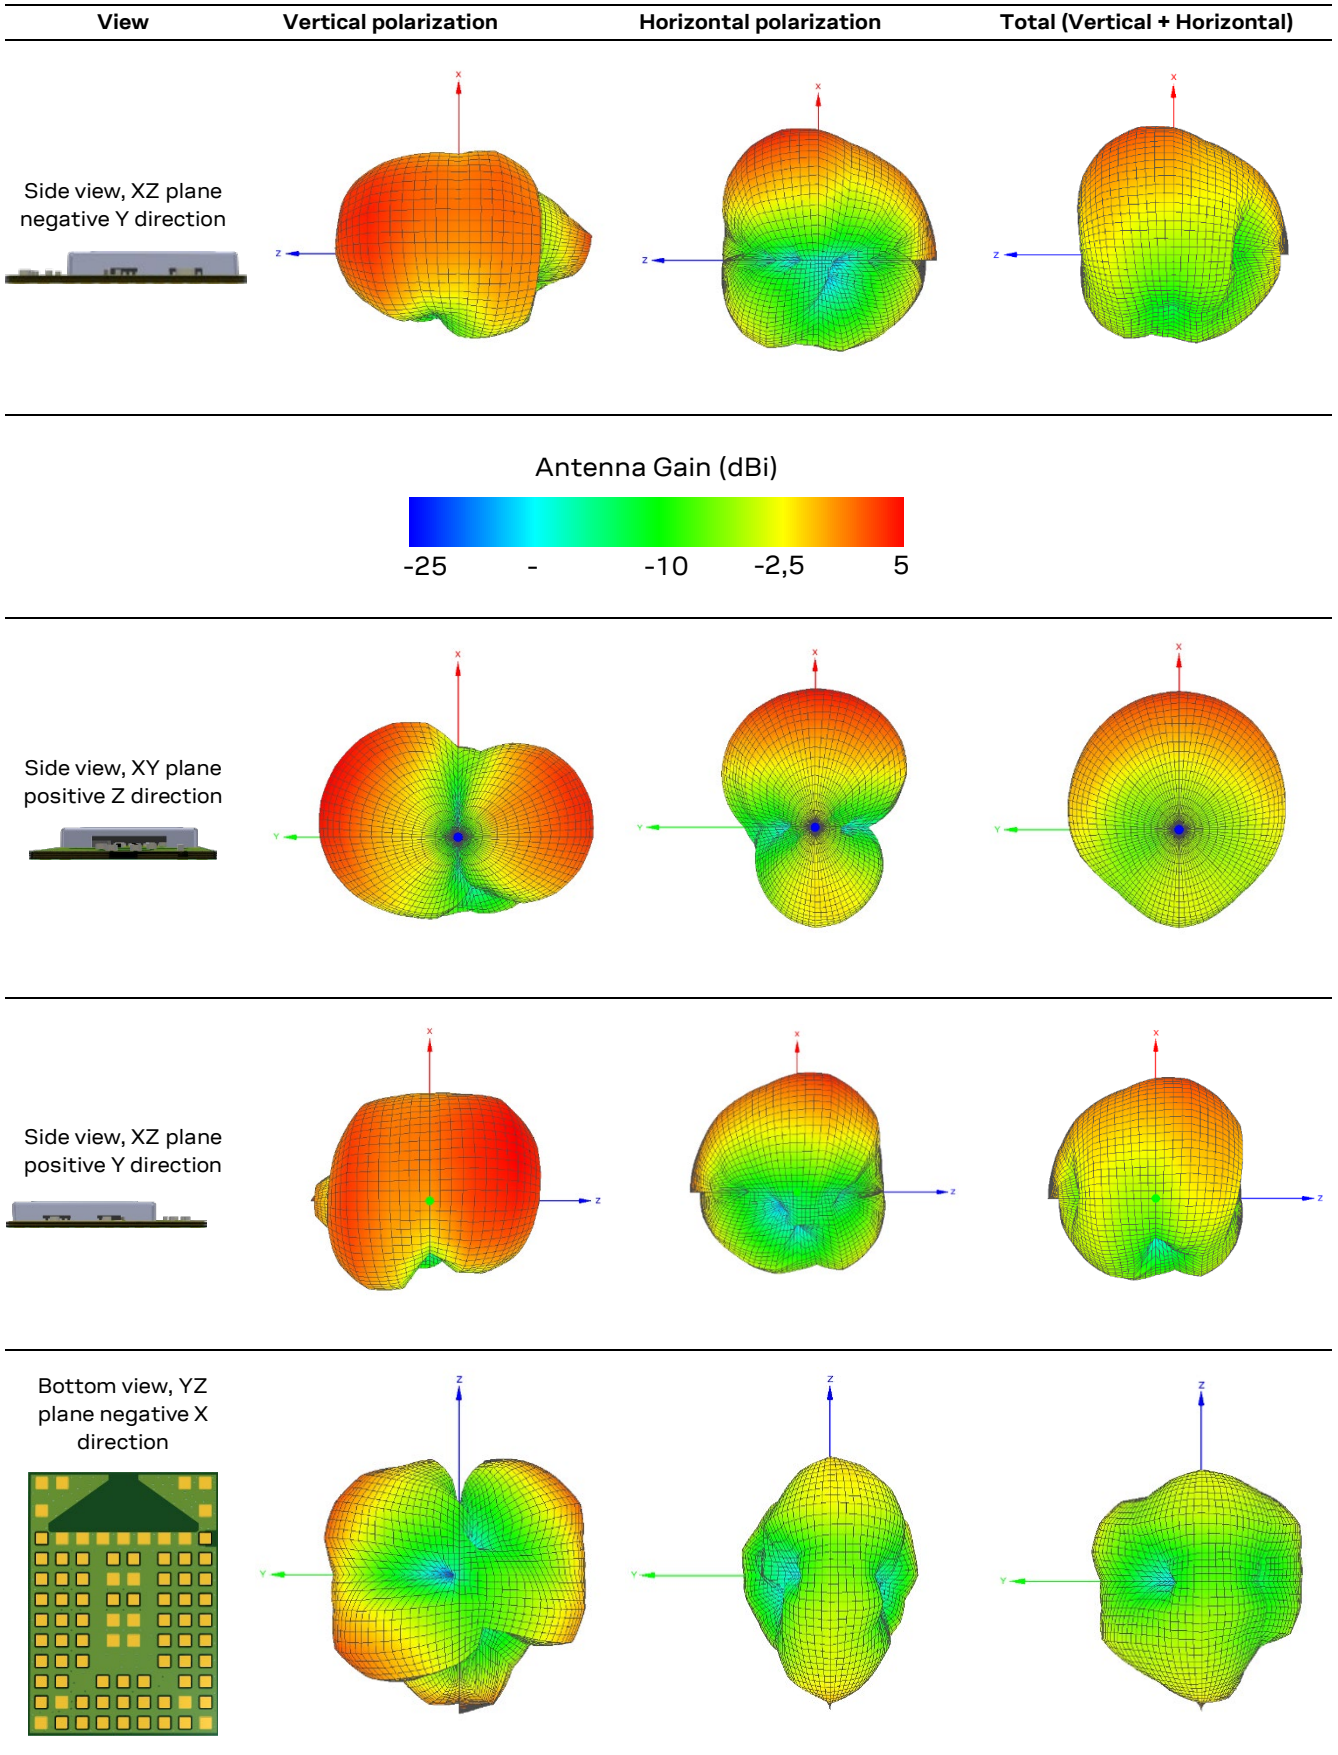 View Vertical polarization Horizontal polarization Total (Vertical + Horizontal)
Side view, XZ plane
negative Y direction
X
Z
X
Z
X
Z
Antenna Gain (dBi)
-25 - -10 -2,5 5
Side view, XY plane
positive Z direction
X
Y
X
Y
X
Y
Side view, XZ plane
positive Y direction
X
Z
X
Z
X
Z
Bottom view, YZ
plane negative X
direction
Z
Y
Z
Y
Z
Y